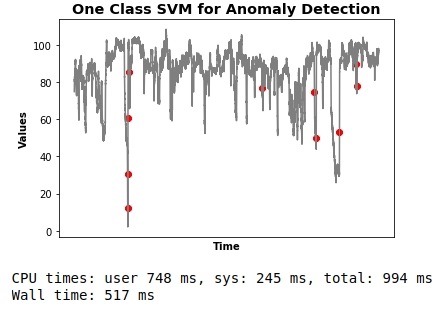 One Class SVM for Anomaly Detection
100
80
60
40
20
0
Values
Time
CPU times: user 748 ms, sys: 245 ms, total: 994 ms
Wall time: 517 ms